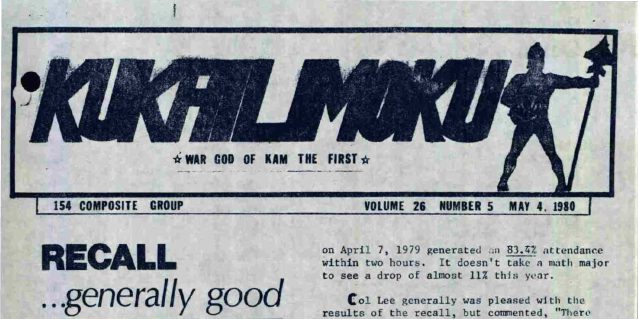 KUKAILIMOKU
☆ WAR GOD OF KAM THE FIRST ☆
154 COMPOSITE GROUP VOLUME 26 NUMBER 5 MAY 4, 1980
RECALL
...generally good
on April 7, 1979 generated an 83.4% attendance
within two hours. It doesn't take a math major
to see a drop of almost 11% this year.
Col Lee generally was pleased with the
results of the recall, but commented, "There